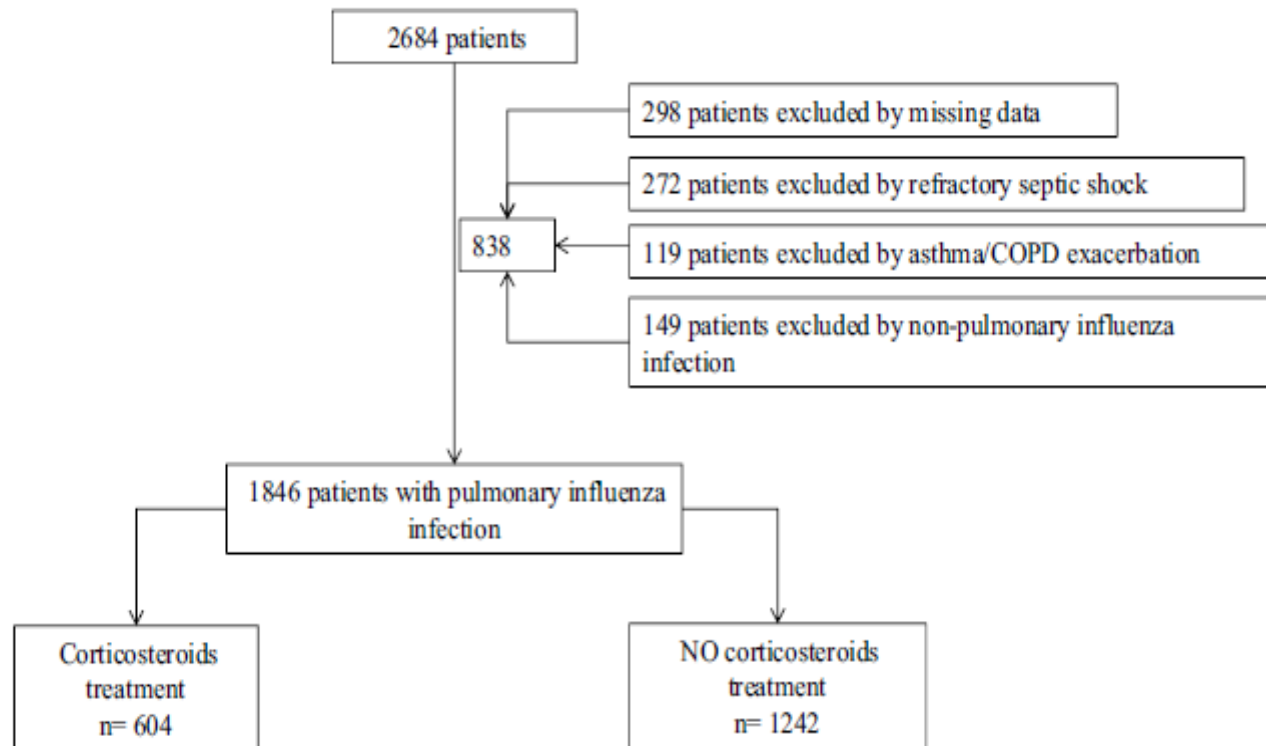 2684 patients
298 patients excluded by missing data
272 patients excluded by refractory septic shock
838
119 patients excluded by asthma/COPD exacerbation
149 patients excluded by non-pulmonary influenza
infection
1846 patients with pulmonary influenza
infection
Corticosteroids
treatment
n= 604
NO corticosteroids
treatment
n= 1242